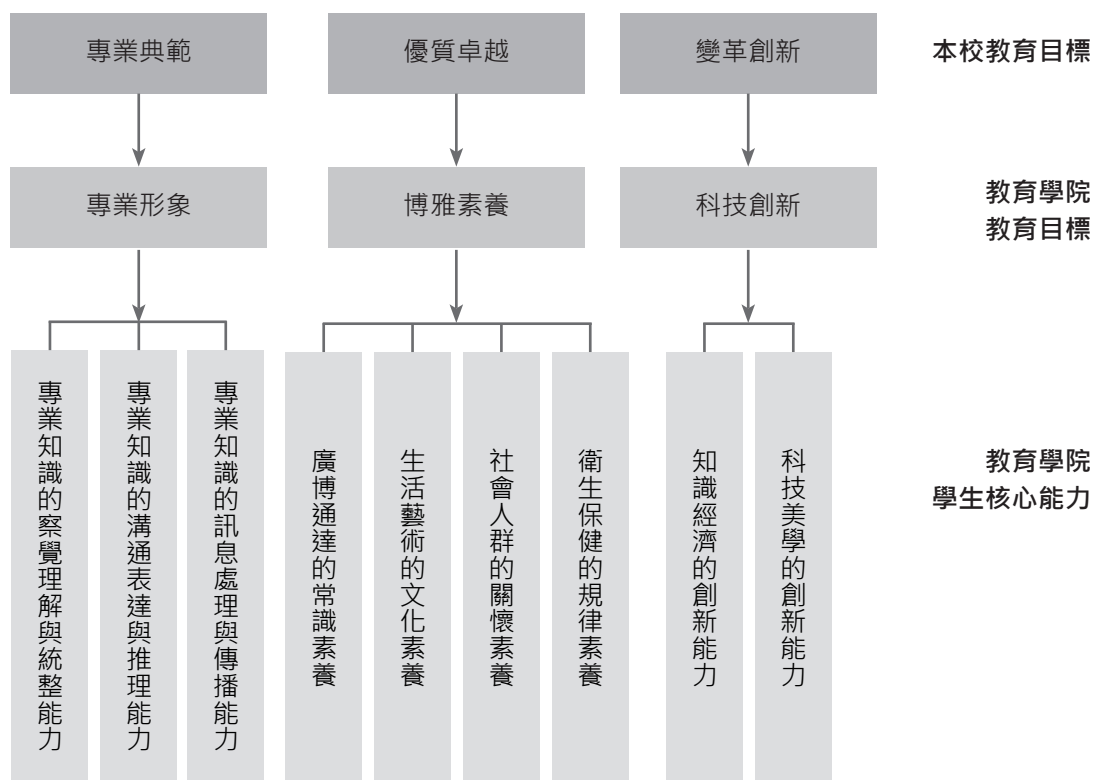 專業典範
優質卓越
變革創新
本校教育目標
專業形象
博雅素養
科技創新
教育學院
教育目標
專業知識的察覺理解與統整能力
專業知識的溝通表達與推理能力
專業知識的訊息處理與傳播能力
廣博通達的常識素養
生活藝術的文化素養
社會人群的關懷素養
衛生保健的規律素養
知識經濟的創新能力
科技美學的創新能力
教育學院
學生核心能力